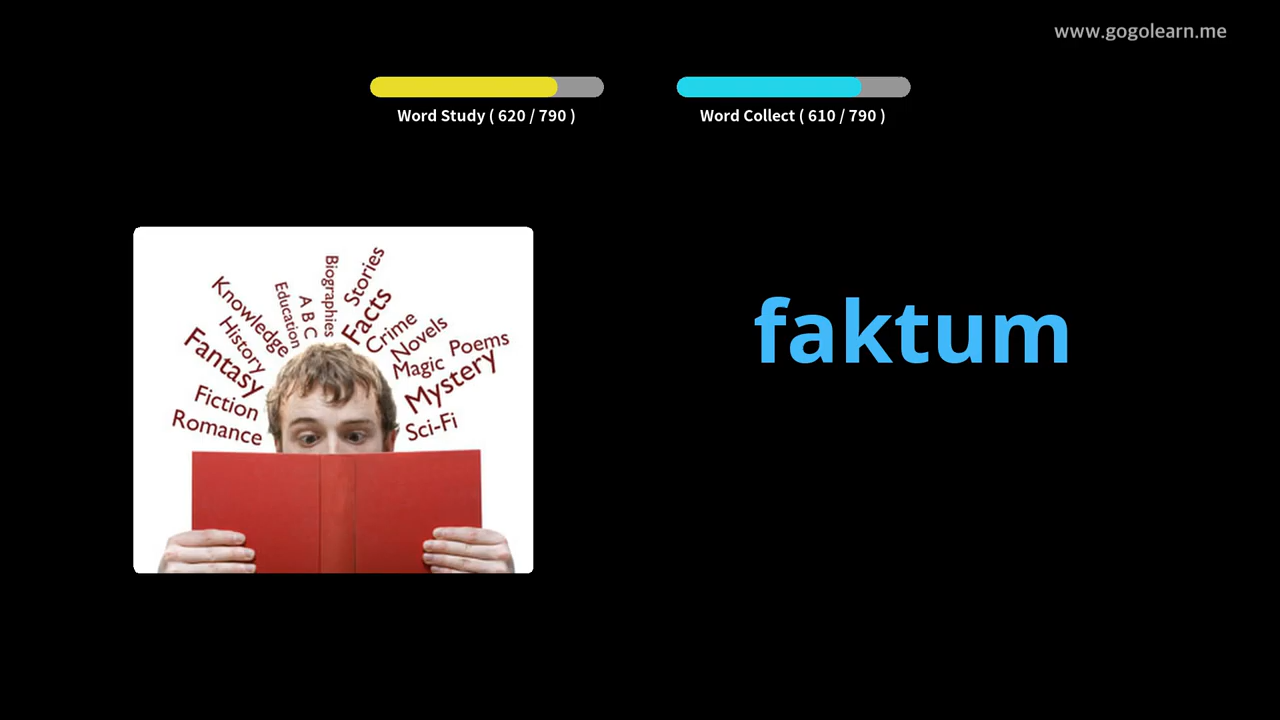 www.gogolearn.me
Word Study ( 620 / 790 )
Word Collect ( 610 / 790 )
faktum
Stories
Biographies
Facts
Education
A B C
Knowledge
Crime
Novels
History
Poems
Fantasy
Magic
Mystery
Fiction
Romance
Sci-Fi